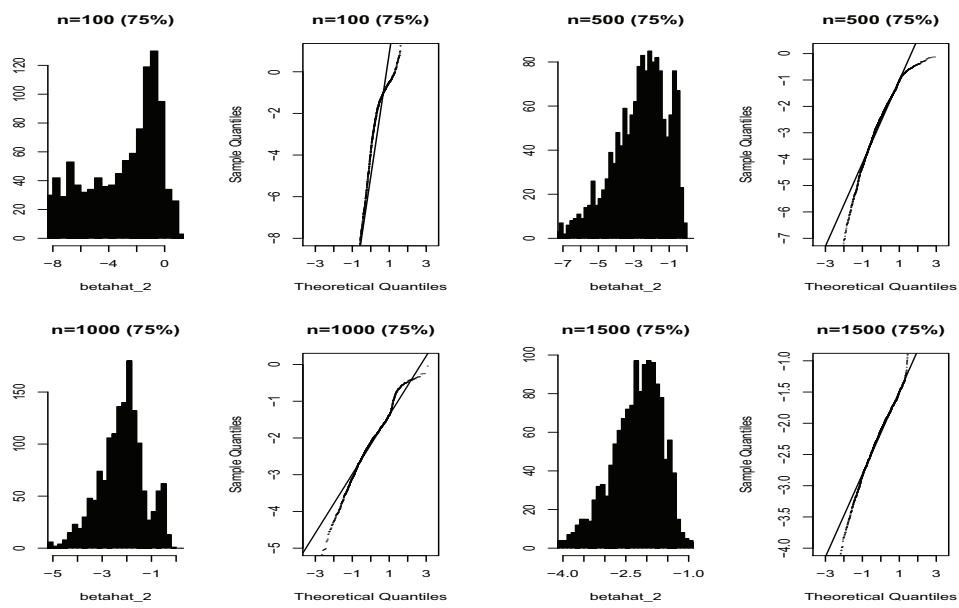 n=100 (75%)
n=100 (75%)
n=500 (75%)
n=500 (75%)
0 20 40 60 80 100 120
−8 −4 0
betahat_2
Sample Quantiles
−8 −6 −4 −2 0
−3 −1 1 3
Theoretical Quantiles
0 20 40 60 80
−7 −5 −3 −1
betahat_2
Sample Quantiles
−7 −6 −5 −4 −3 −2 −1 0
−3 −1 1 3
Theoretical Quantiles
n=1000 (75%)
n=1000 (75%)
n=1500 (75%)
n=1500 (75%)
0 50 100 150
−5 −3 −1
betahat_2
Sample Quantiles
−5 −4 −3 −2 −1 0
−3 −1 1 3
Theoretical Quantiles
0 20 40 60 80 100
−4.0 −2.5 −1.0
betahat_2
Sample Quantiles
−4.0 −3.5 −3.0 −2.5 −2.0 −1.5 −1.0
−3 −1 1 3
Theoretical Quantiles